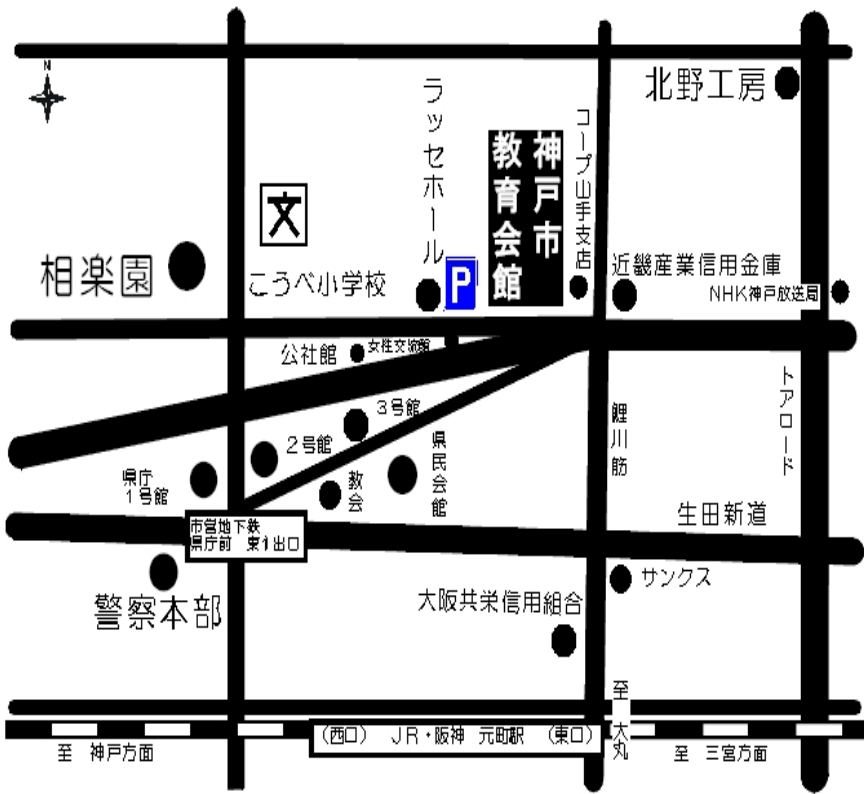 N
北野工房
ラッセホール
神戸市
教育会館
コープ山手支店
文
相楽園
こうべ小学校
P
近畿産業信用金庫
NHK神戸放送局
公社館
女性交流館
トアロード
3号館
2号館
鯉川筋
県民会館
教会
県庁
1号館
生田新道
市営地下鉄
県庁前 東1出口
サンクス
警察本部
大阪共栄信用組合
至 大丸
(西口) JR・阪神 元町駅 (東口)
至 神戸方面
至 三宮方面